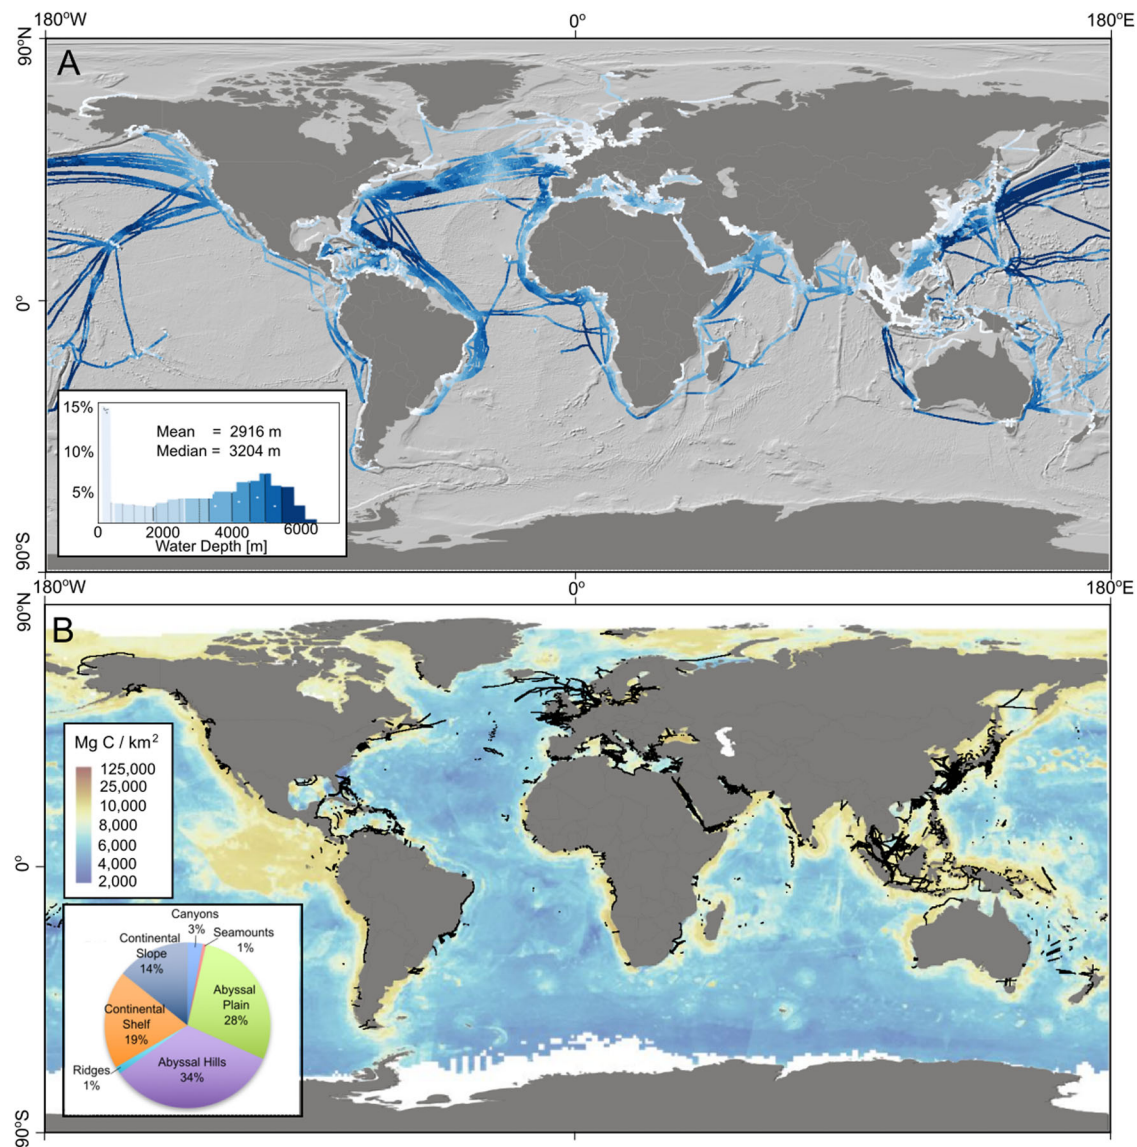 180°W 0° 180°E
90°N
A
0°
15%
Mean = 2916 m
10%
Median = 3204 m
5%
0 2000 4000 6000
Water Depth [m]
90°S
180°W 0° 180°E
90°N
B
Mg C / km²
125,000
25,000
10,000
8,000
6,000
4,000
2,000
0°
Canyons
3%
Seamounts
1%
Continental
Slope
14%
Abyssal
Plain
28%
Continental
Shelf
19%
Abyssal Hills
34%
Ridges
1%
90°S